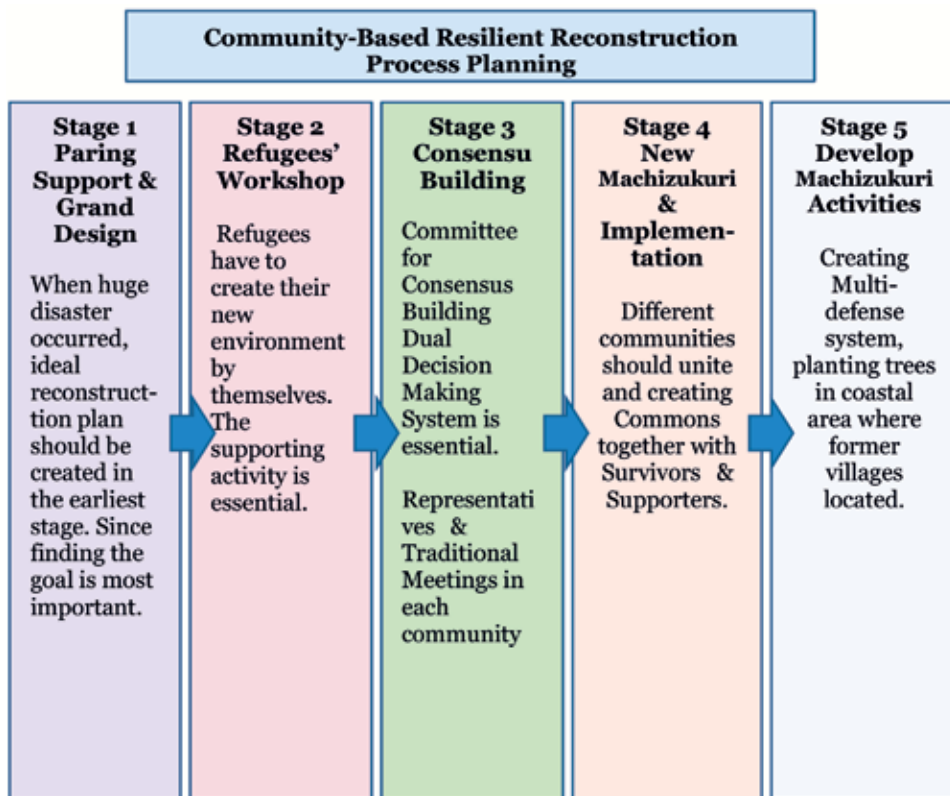 Community-Based Resilient Reconstruction
Process Planning
Stage 1
Paring
Support &
Grand
Design
When huge
disaster
occurred,
ideal
reconstruct-
tion plan
should be
created in
the earliest
stage. Since
finding the
goal is most
important.
Stage 2
Refugees’
Workshop
Refugees
have to
create their
new
environment
by
themselves.
The
supporting
activity is
essential.
Stage 3
Consensu
Building
Committee
for
Consensus
Building
Dual
Decision
Making
System is
essential.
Representati
ves &
Traditional
Meetings in
each
community
Stage 4
New
Machizukuri
&
Implemen-
tation
Different
communities
should unite
and creating
Commons
together with
Survivors &
Supporters.
Stage 5
Develop
Machizukuri
Activities
Creating
Multi-
defense
system,
planting trees
in coastal
area where
former
villages
located.